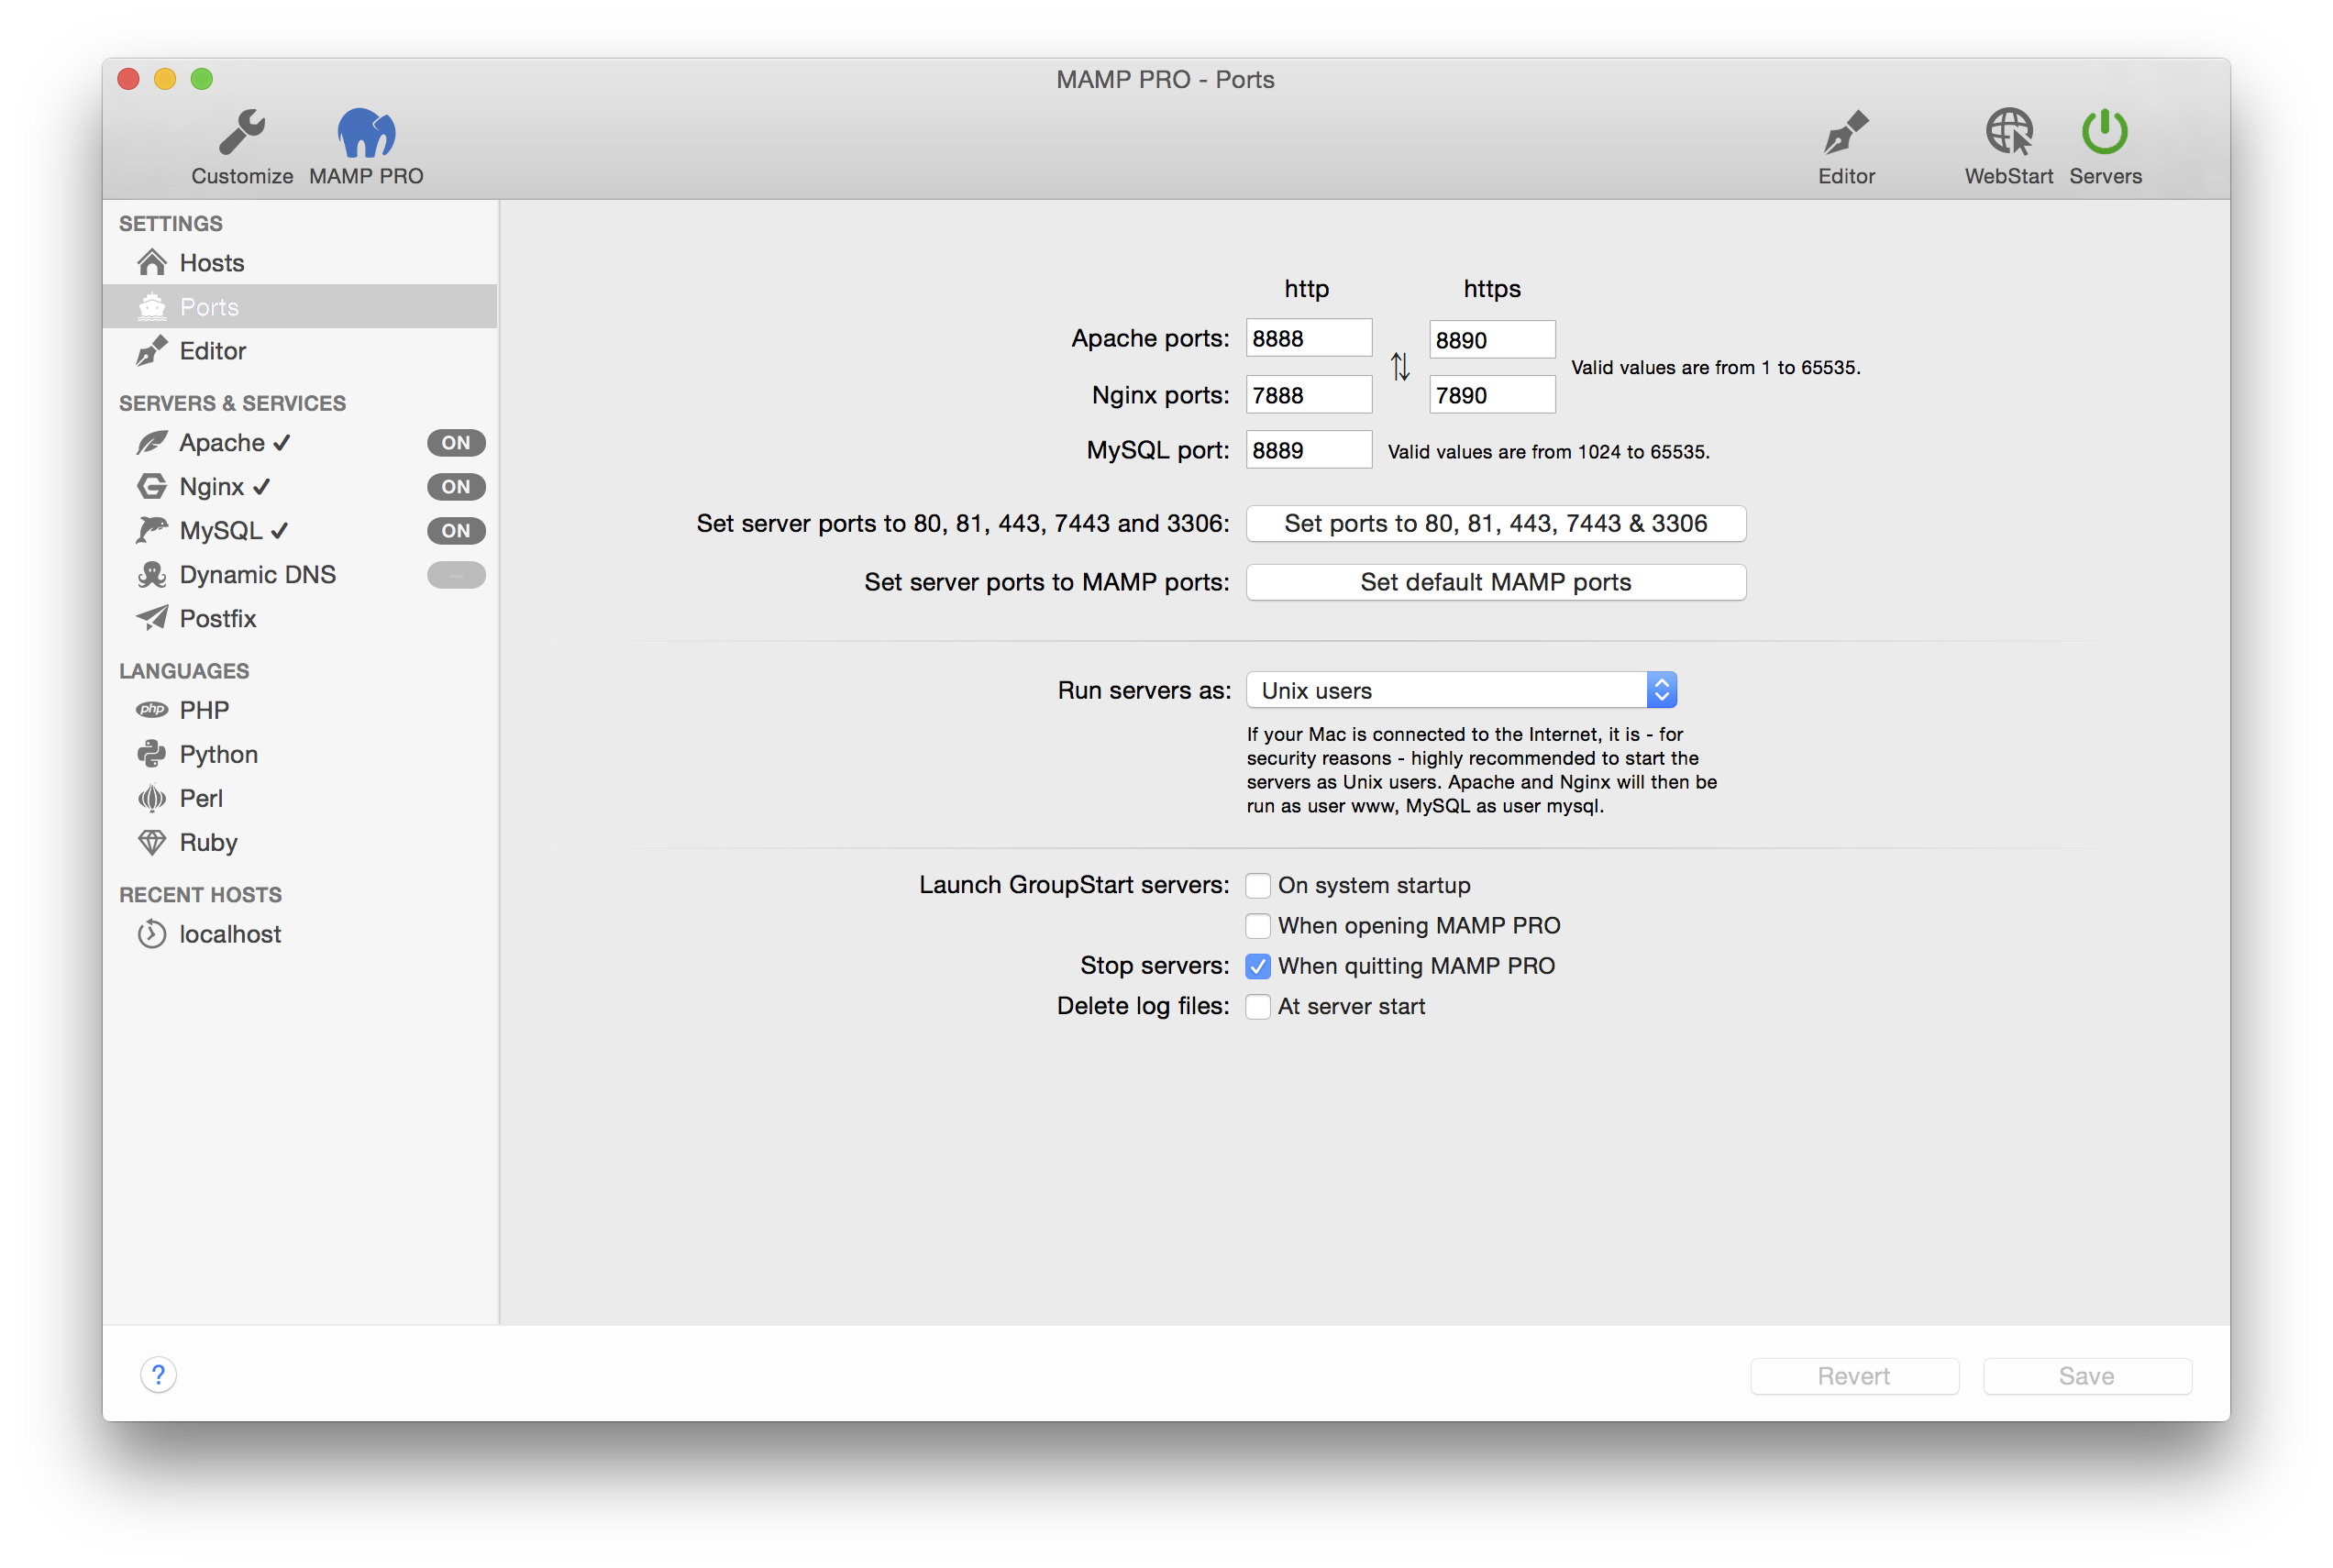 MAMP PRO - Ports
Customize
MAMP PRO
Editor
WebStart
Servers
SETTINGS
Hosts
Ports
Editor
SERVERS & SERVICES
Apache ✓ ON
Nginx ✓ ON
MySQL ✓ ON
Dynamic DNS
Postfix
LANGUAGES
php PHP
Python
Perl
Ruby
RECENT HOSTS
localhost
http https
Apache ports: 8888 8890
Valid values are from 1 to 65535.
Nginx ports: 7888 7890
MySQL port: 8889 Valid values are from 1024 to 65535.
Set server ports to 80, 81, 443, 7443 and 3306: Set ports to 80, 81, 443, 7443 & 3306
Set server ports to MAMP ports: Set default MAMP ports
Run servers as: Unix users
If your Mac is connected to the Internet, it is - for
security reasons - highly recommended to start the
servers as Unix users. Apache and Nginx will then be
run as user www, MySQL as user mysql.
Launch GroupStart servers: On system startup
When opening MAMP PRO
Stop servers: When quitting MAMP PRO
Delete log files: At server start
?
Revert
Save